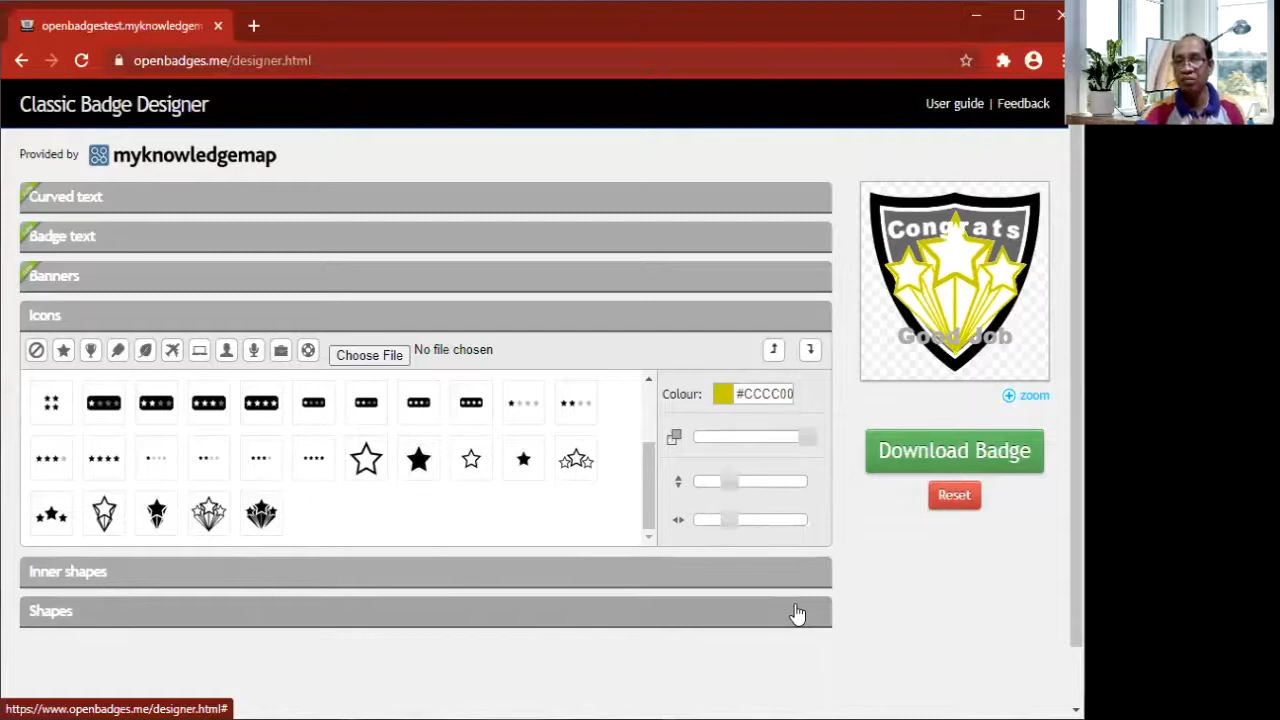 openbadgestest.myknowledgem
openbadges.me/designer.html
Classic Badge Designer
User guide | Feedback
Provided by myknowledgemap
Curved text
Badge text
Banners
Icons
Choose File No file chosen
Colour: #CCCC00
Inner shapes
Shapes
Congrats
Good Job
zoom
Download Badge
Reset
https://www.openbadges.me/designer.html#